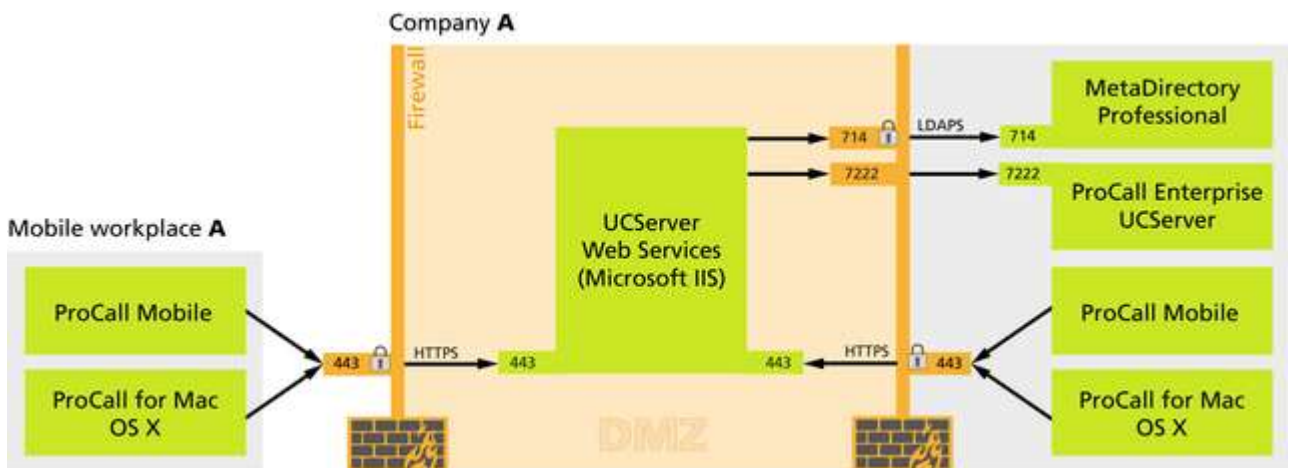 Company A
Firewall
MetaDirectory
Professional
714
LDAPS
714
7222
7222
ProCall Enterprise
UCServer
UCServer
Web Services
(Microsoft IIS)
Mobile workplace A
ProCall Mobile
ProCall for Mac
OS X
443
HTTPS
443
443
HTTPS
443
ProCall Mobile
ProCall for Mac
OS X
DMZ